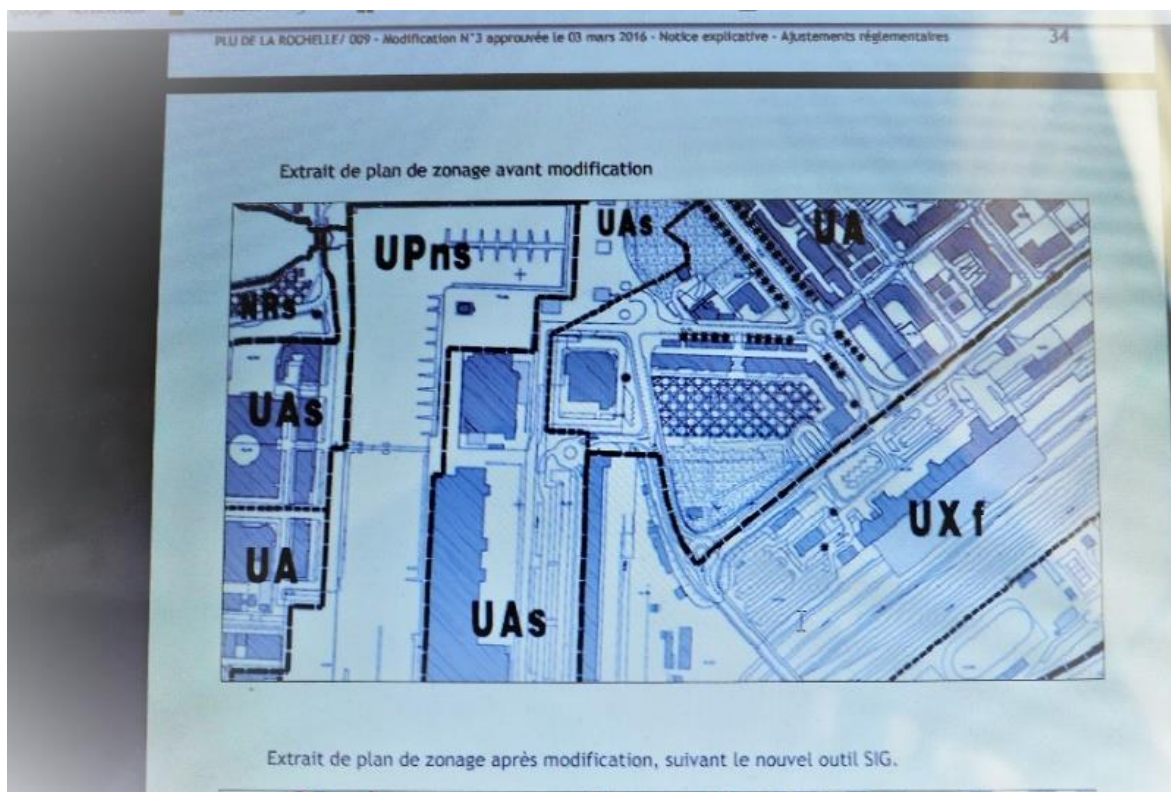 PLU DE LA ROCHELLE/ 009 - Modification N°3 approuvée le 03 mars 2016 - Notice explicative - Ajustements réglementaires 34
Extrait de plan de zonage avant modification
UPns UAs UA
NRs
UAs
UXf
UA
UAs
Extrait de plan de zonage après modification, suivant le nouvel outil SIG.